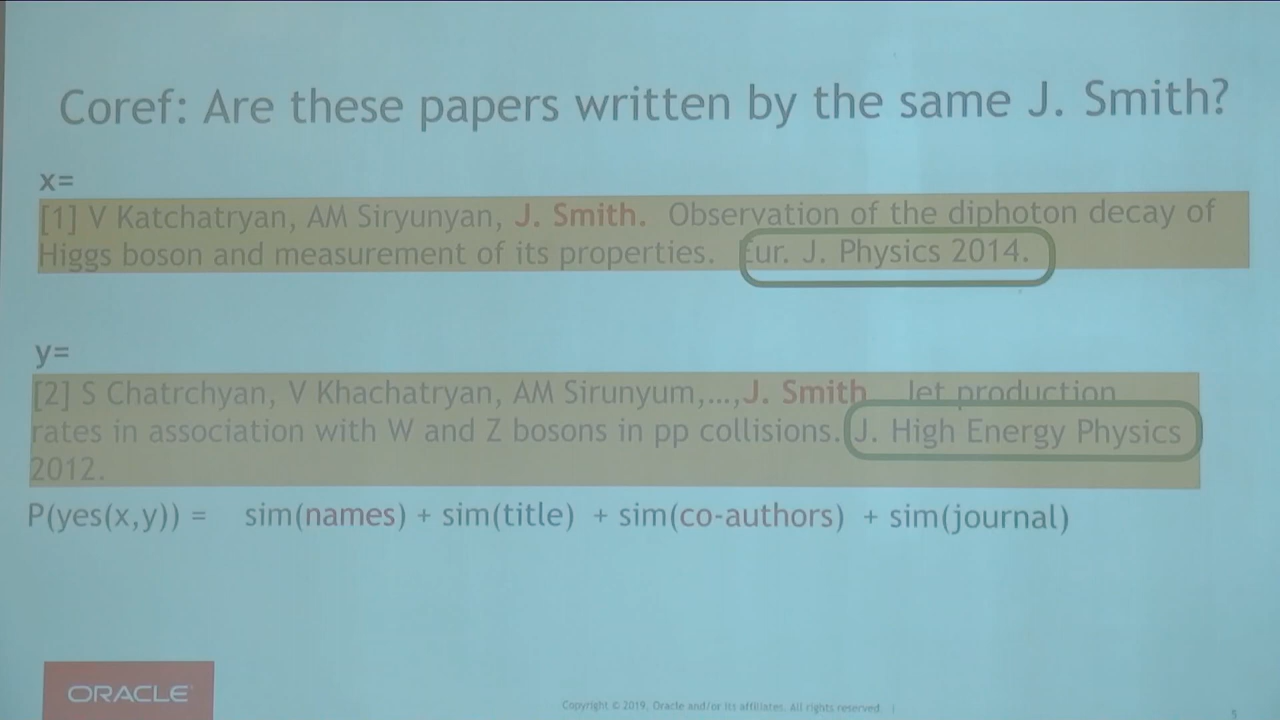 Coref: Are these papers written by the same J. Smith?
x=
[1] V Katchatryan, AM Siryunyan, J. Smith. Observation of the diphoton decay of
Higgs boson and measurement of its properties. Eur. J. Physics 2014.
y=
[2] S Chatrchyan, V Khachatryan, AM Sirunyum,...,J. Smith Jet production
rates in association with W and Z bosons in pp collisions. J. High Energy Physics
2012.
P(yes(x,y)) = sim(names) + sim(title) + sim(co-authors) + sim(journal)
ORACLE
Copyright © 2019, Oracle and/or its affiliates. All rights reserved. |
5